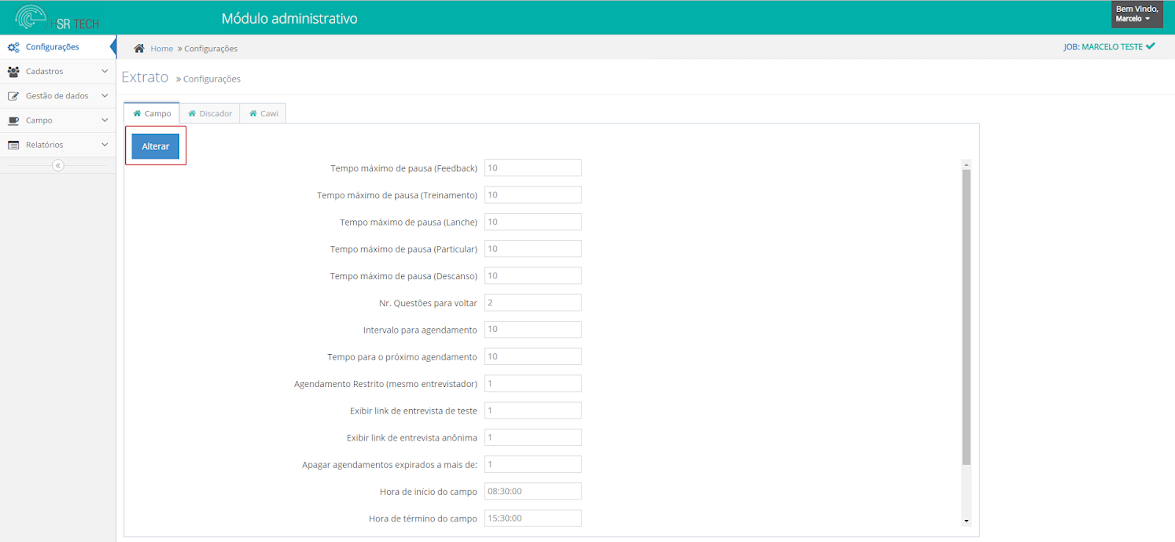 HSR TECH
Módulo administrativo
Bem Vindo,
Marcelo
Configurações
Cadastros
Gestão de dados
Campo
Relatórios
Home » Configurações
JOB: MARCELO TESTE
Extrato » Configurações
Campo
Discador
Cawi
Alterar
Tempo máximo de pausa (Feedback) 10
Tempo máximo de pausa (Treinamento) 10
Tempo máximo de pausa (Lanche) 10
Tempo máximo de pausa (Particular) 10
Tempo máximo de pausa (Descanso) 10
Nr. Questões para voltar 2
Intervalo para agendamento 10
Tempo para o próximo agendamento 10
Agendamento Restrito (mesmo entrevistador) 1
Exibir link de entrevista de teste 1
Exibir link de entrevista anônima 1
Apagar agendamentos expirados a mais de: 1
Hora de início do campo 08:30:00
Hora de término do campo 15:30:00